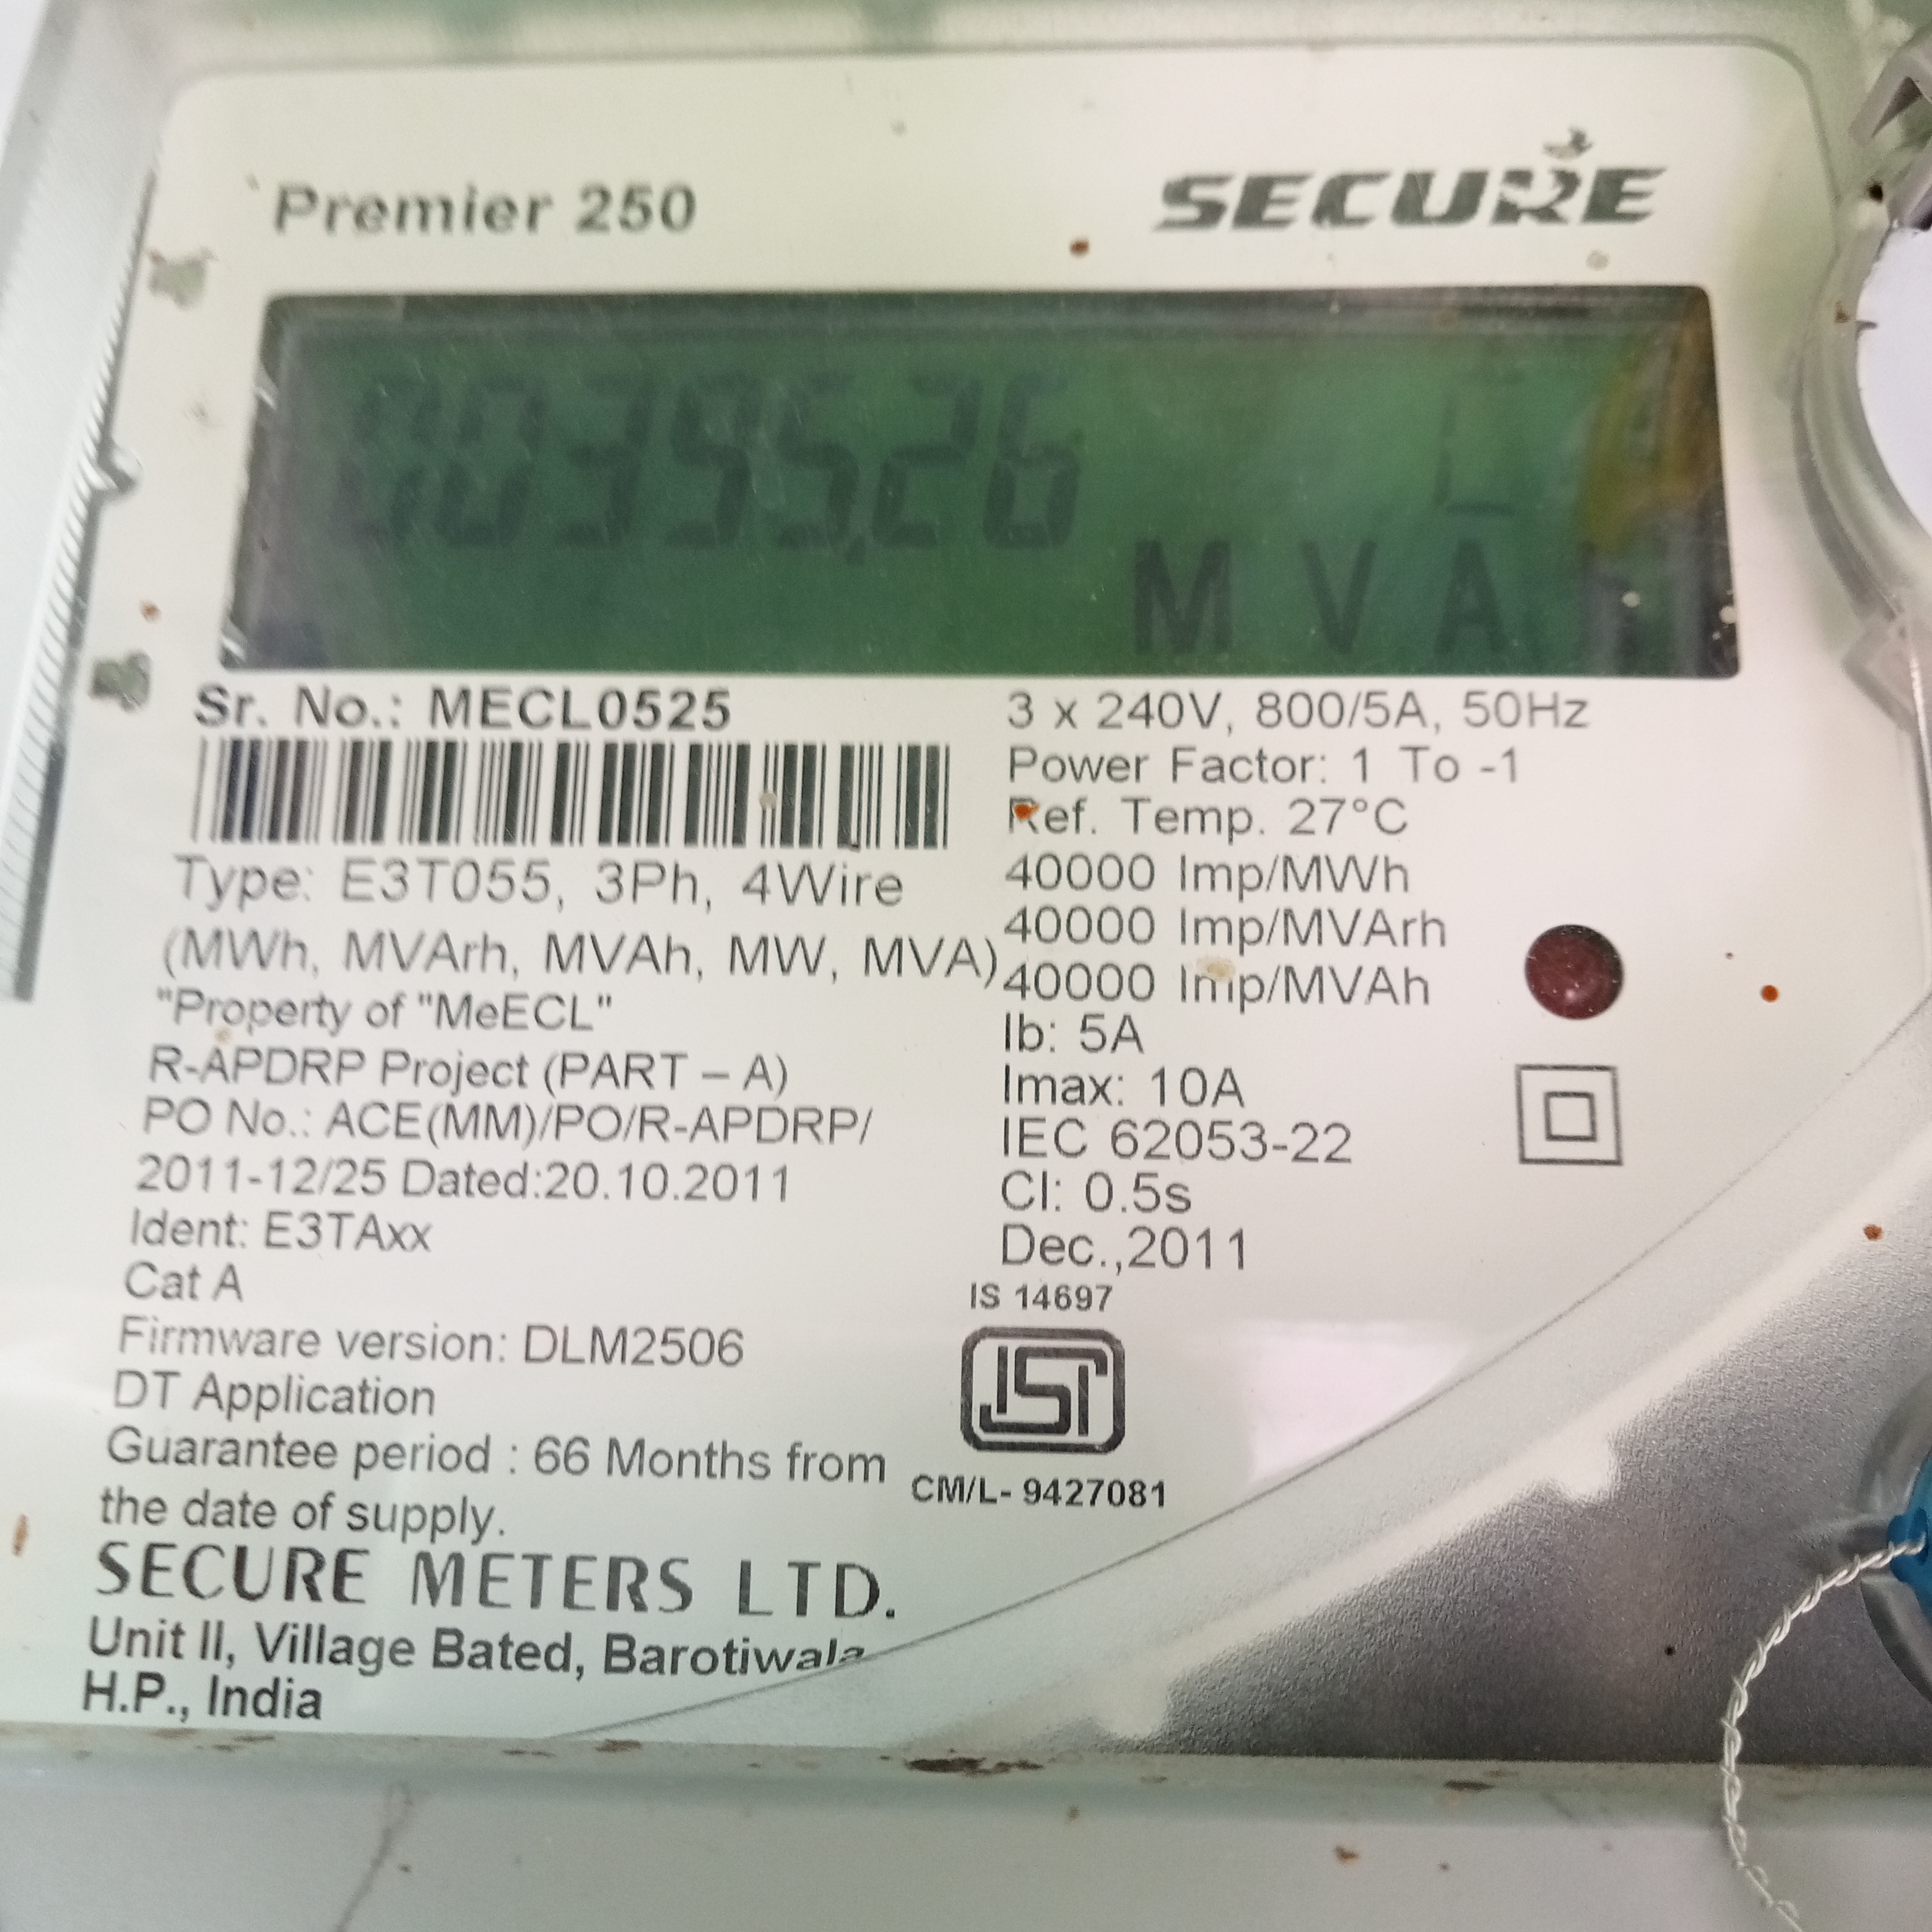 Premier 250
SECURE
0395.26
M V A
Sr. No.: MECL0525
Type: E3T055, 3Ph, 4Wire
(MWh, MVArh, MVAh, MW, MVA)
"Property of "MeECL"
R-APDRP Project (PART – A)
PO No.: ACE(MM)/PO/R-APDRP/
2011-12/25 Dated:20.10.2011
Ident: E3TAxx
Cat A
Firmware version: DLM2506
DT Application
Guarantee period : 66 Months from
the date of supply.
SECURE METERS LTD.
Unit II, Village Bated, Barotiwala
H.P., India
3 x 240V, 800/5A, 50Hz
Power Factor: 1 To -1
Ref. Temp. 27°C
40000 Imp/MWh
40000 Imp/MVArh
40000 Imp/MVAh
Ib: 5A
Imax: 10A
IEC 62053-22
Cl: 0.5s
Dec.,2011
IS 14697
ISI
CM/L- 9427081